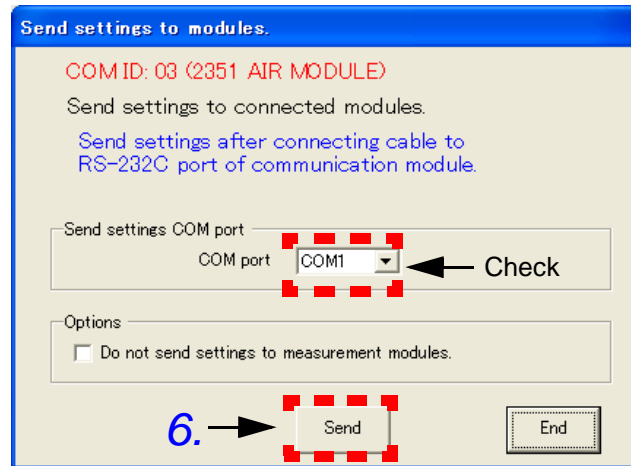 Send settings to modules.
COM ID: 03 (2351 AIR MODULE)
Send settings to connected modules.
Send settings after connecting cable to
RS-232C port of communication module.
Send settings COM port
COM port COM1 Check
Options
Do not send settings to measurement modules.
6. Send End